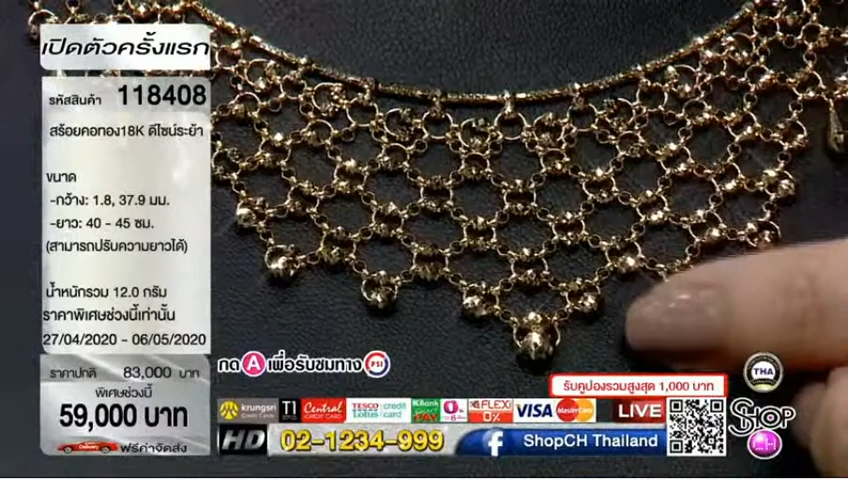 เปิดตัวครั้งแรก
รหัสสินค้า 118408
สร้อยคอทอง18K ดีไซน์ระย้า
ขนาด
-กว้าง: 1.8, 37.9 มม.
-ยาว: 40 - 45 ซม.
(สามารถปรับความยาวได้)
น้ำหนักรวม 12.0 กรัม
ราคาพิเศษช่วงนี้เท่านั้น
27/04/2020 - 06/05/2020
ราคาปกติ 83,000 บาท
พิเศษช่วงนี้
59,000 บาท
Delivery ฟรีค่าจัดส่ง
กด A เพื่อรับชมทาง PSI
รับคูปองรวมสูงสุด 1,000 บาท
krungsri T1 Central TESCO Lotus credit card KBank PAY FLEXI 0% VISA MasterCard LIVE
HD 02-1234-999 f ShopCH Thailand
THA
SHOP
CH